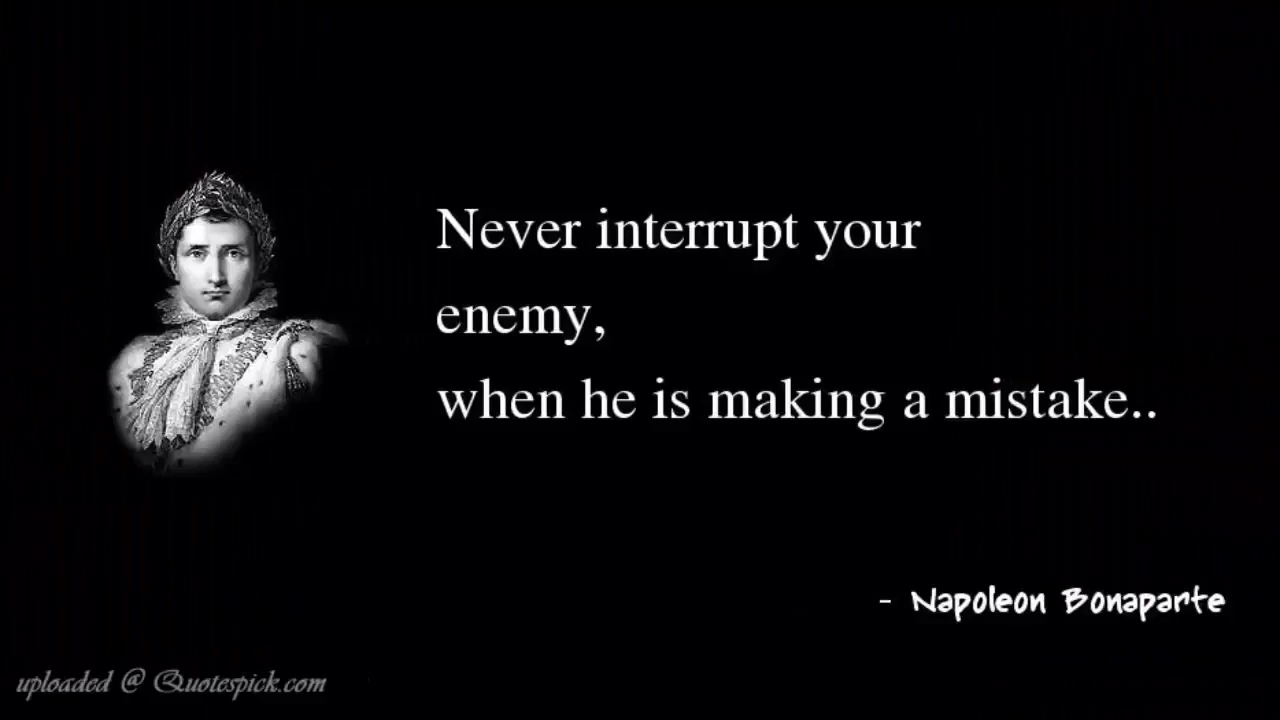 Never interrupt your
enemy,
when he is making a mistake..
- Napoleon Bonaparte
uploaded @ Quotespick.com